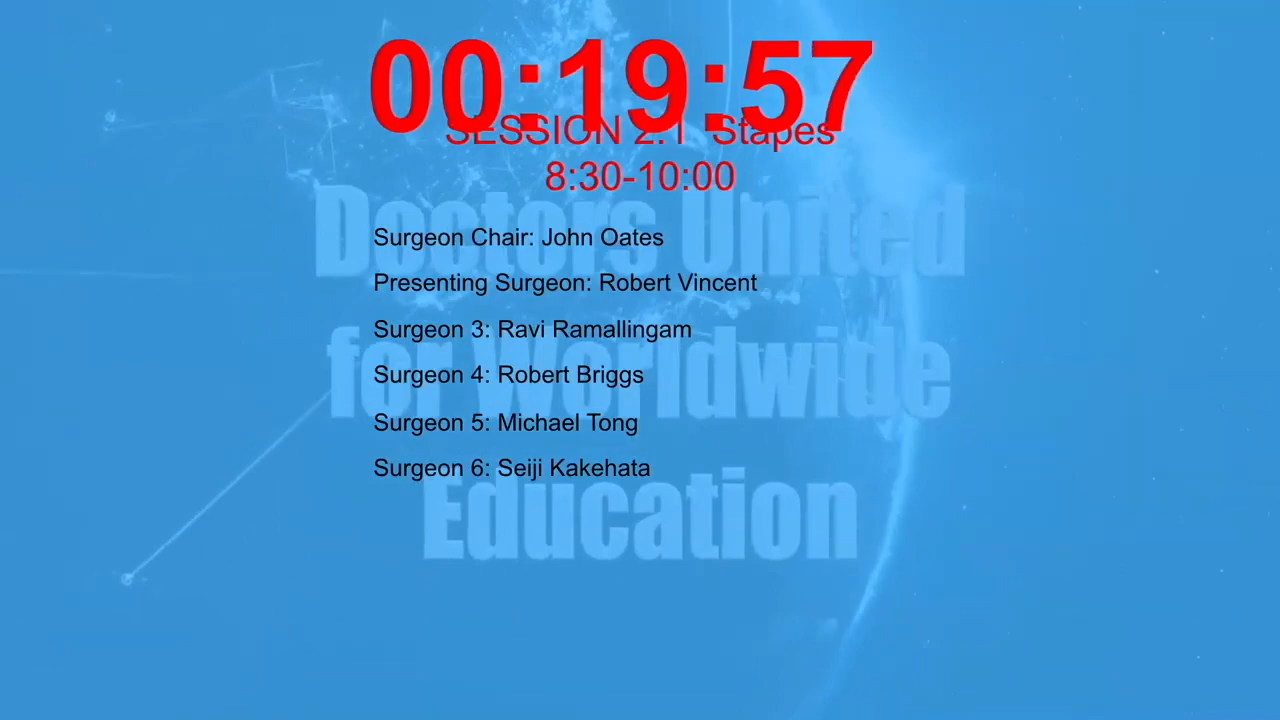 00:19:57
SESSION 2.1 Stapes
8:30-10:00
Surgeon Chair: John Oates
Presenting Surgeon: Robert Vincent
Surgeon 3: Ravi Ramallingam
Surgeon 4: Robert Briggs
Surgeon 5: Michael Tong
Surgeon 6: Seiji Kakehata
Doctors United
for Worldwide
Education